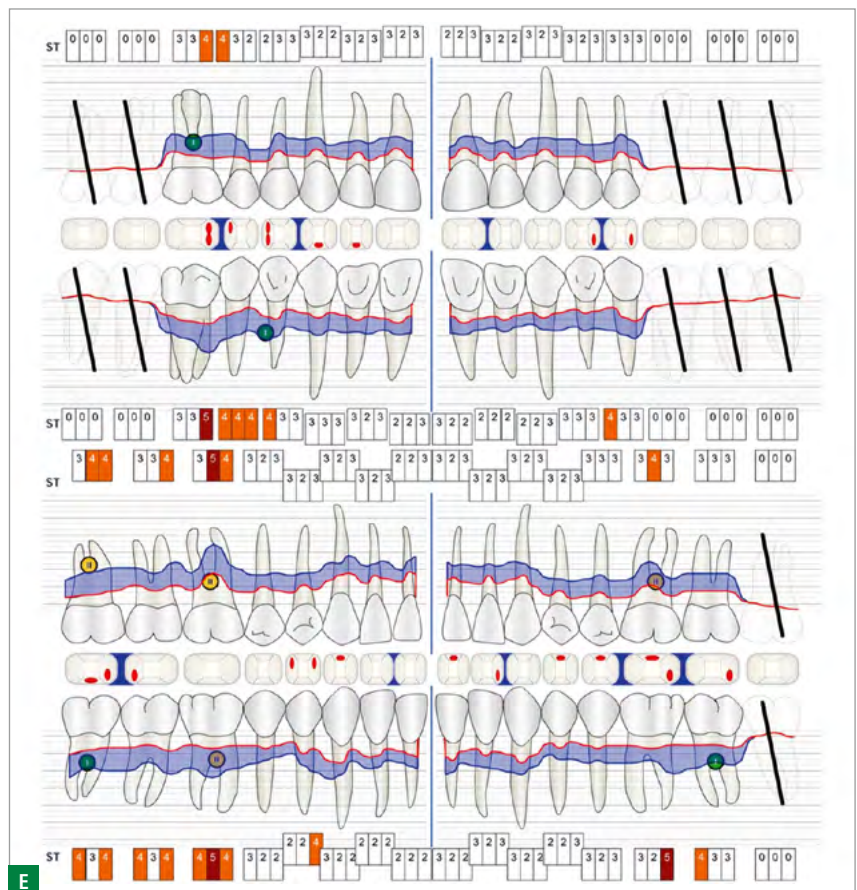 ST 0 0 0 0 0 0 3 3 4 4 3 2 2 3 3 3 2 2 3 2 3 3 2 3 2 2 3 3 2 2 3 2 3 3 2 3 3 3 3 0 0 0 0 0 0 0 0 0
I
I
ST 0 0 0 0 0 0 3 3 5 4 4 4 4 3 3 3 3 3 3 2 3 2 2 3 3 2 2 2 2 2 2 2 3 3 3 3 4 3 3 0 0 0 0 0 0 0 0 0
ST 3 4 4 3 3 4 3 5 4 3 2 3 3 2 3 3 2 3 3 2 3 2 2 3 3 2 3 3 2 3 3 2 3 3 2 3 3 3 3 3 4 3 3 3 3 0 0 0
II II II
I II I
ST 4 3 4 4 3 4 4 5 4 3 2 2 2 2 4 3 2 2 2 2 2 2 2 2 3 2 2 3 2 3 3 2 2 2 2 3 3 2 3 3 2 5 4 3 3 0 0 0
E